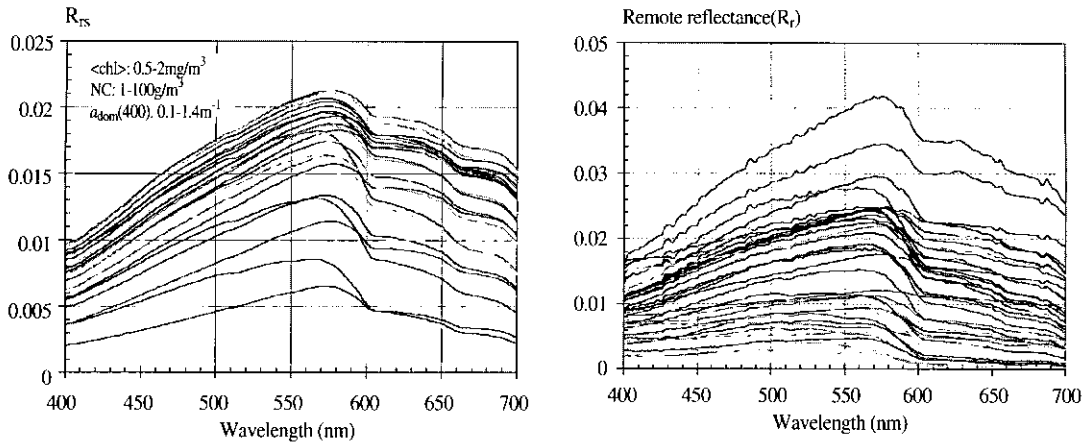 R_rs
0.025
0.02
0.015
0.01
0.005
0
<chl>: 0.5-2mg/m³
NC: 1-100g/m³
a_dom(400). 0.1-1.4m⁻¹
400 450 500 550 600 650 700
Wavelength (nm)
Remote reflectance(R_r)
0.05
0.04
0.03
0.02
0.01
0
400 450 500 550 600 650 700
Wavelength (nm)